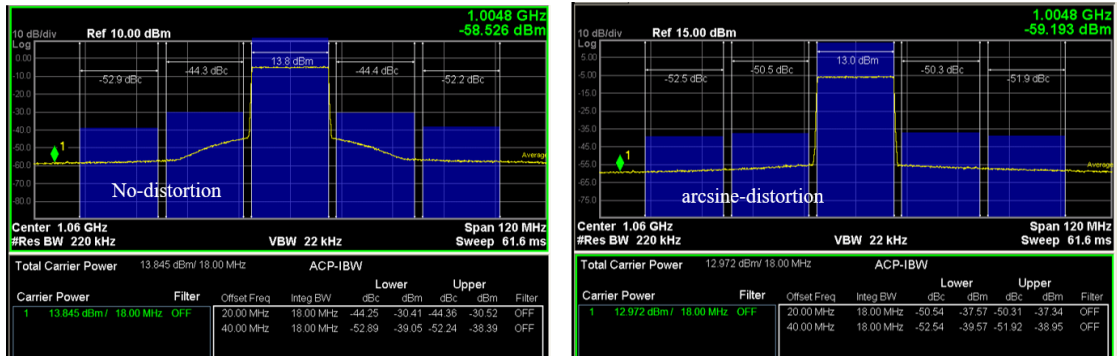 1.0048 GHz
-58.526 dBm
10 dB/div Ref 10.00 dBm
Log
0.00
-10.0
-20.0
-30.0
-40.0
-50.0
-60.0
-70.0
-80.0
-90.0
-52.9 dBc -44.3 dBc 13.8 dBm -44.4 dBc -52.2 dBc
1
Average
No-distortion
Center 1.06 GHz Span 120 MHz
#Res BW 220 kHz VBW 22 kHz Sweep 61.6 ms
Total Carrier Power 13.845 dBm/ 18.00 MHz ACP-IBW
Lower Upper
Carrier Power Filter Offset Freq Integ BW dBc dBm dBc dBm Filter
1 13.845 dBm / 18.00 MHz OFF 20.00 MHz 18.00 MHz -44.25 -30.41 -44.36 -30.52 OFF
40.00 MHz 18.00 MHz -52.89 -39.05 -52.24 -38.39 OFF
1.0048 GHz
-59.193 dBm
10 dB/div Ref 15.00 dBm
Log
5.00
-5.00
-15.0
-25.0
-35.0
-45.0
-55.0
-65.0
-75.0
-52.5 dBc -50.5 dBc 13.0 dBm -50.3 dBc -51.9 dBc
1
Average
arcsine-distortion
Center 1.06 GHz Span 120 MHz
#Res BW 220 kHz VBW 22 kHz Sweep 61.6 ms
Total Carrier Power 12.972 dBm/ 18.00 MHz ACP-IBW
Lower Upper
Carrier Power Filter Offset Freq Integ BW dBc dBm dBc dBm Filter
1 12.972 dBm / 18.00 MHz OFF 20.00 MHz 18.00 MHz -50.54 -37.57 -50.31 -37.34 OFF
40.00 MHz 18.00 MHz -52.54 -39.57 -51.92 -38.95 OFF